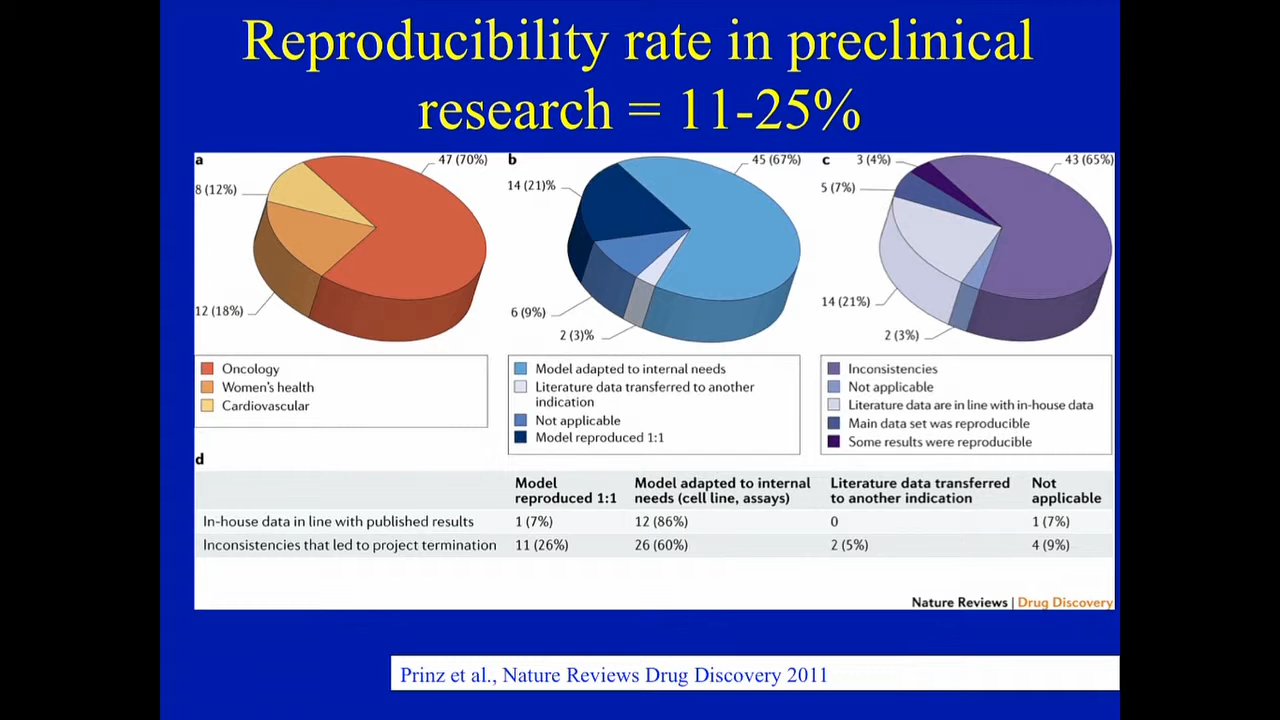 Reproducibility rate in preclinical
research = 11-25%
a
47 (70%)
8 (12%)
12 (18%)
Oncology
Women's health
Cardiovascular
b
45 (67%)
14 (21)%
6 (9%)
2 (3)%
Model adapted to internal needs
Literature data transferred to another
indication
Not applicable
Model reproduced 1:1
c
3 (4%)
43 (65%)
5 (7%)
14 (21%)
2 (3%)
Inconsistencies
Not applicable
Literature data are in line with in-house data
Main data set was reproducible
Some results were reproducible
d
Model Model adapted to internal Literature data transferred Not
reproduced 1:1 needs (cell line, assays) to another indication applicable
In-house data in line with published results 1 (7%) 12 (86%) 0 1 (7%)
Inconsistencies that led to project termination 11 (26%) 26 (60%) 2 (5%) 4 (9%)
Nature Reviews | Drug Discovery
Prinz et al., Nature Reviews Drug Discovery 2011